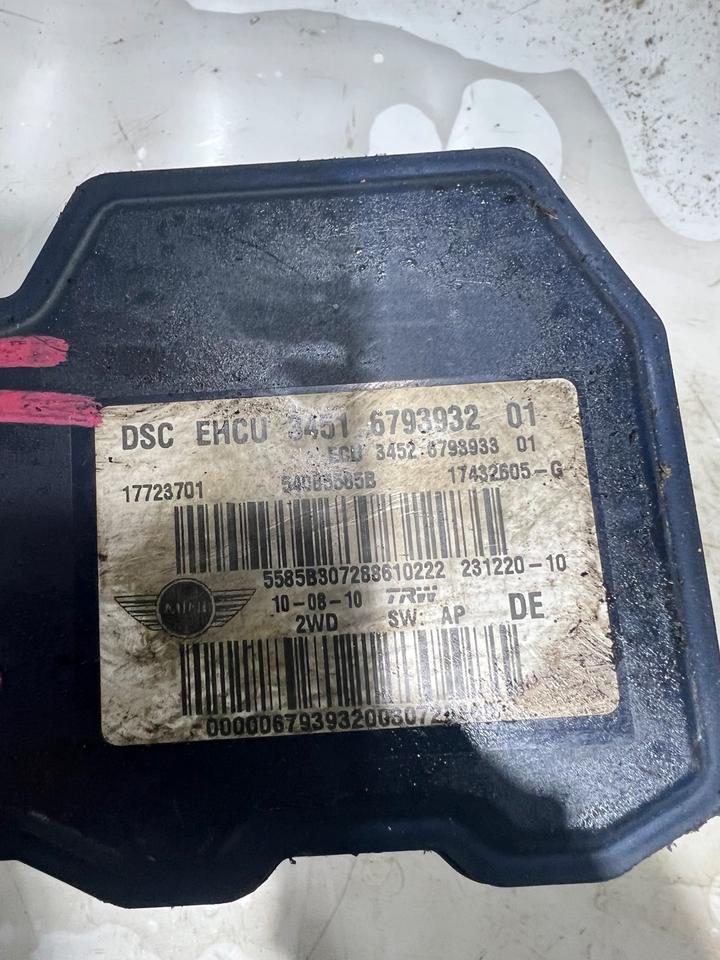 DSC EHCU 3451 6793932 01
ECU 3452 6793933 01
17723701 54085585B 17432605-G
5585B307288610222 231220-10
MINI 10-08-10 TRW DE
2WD SW: AP